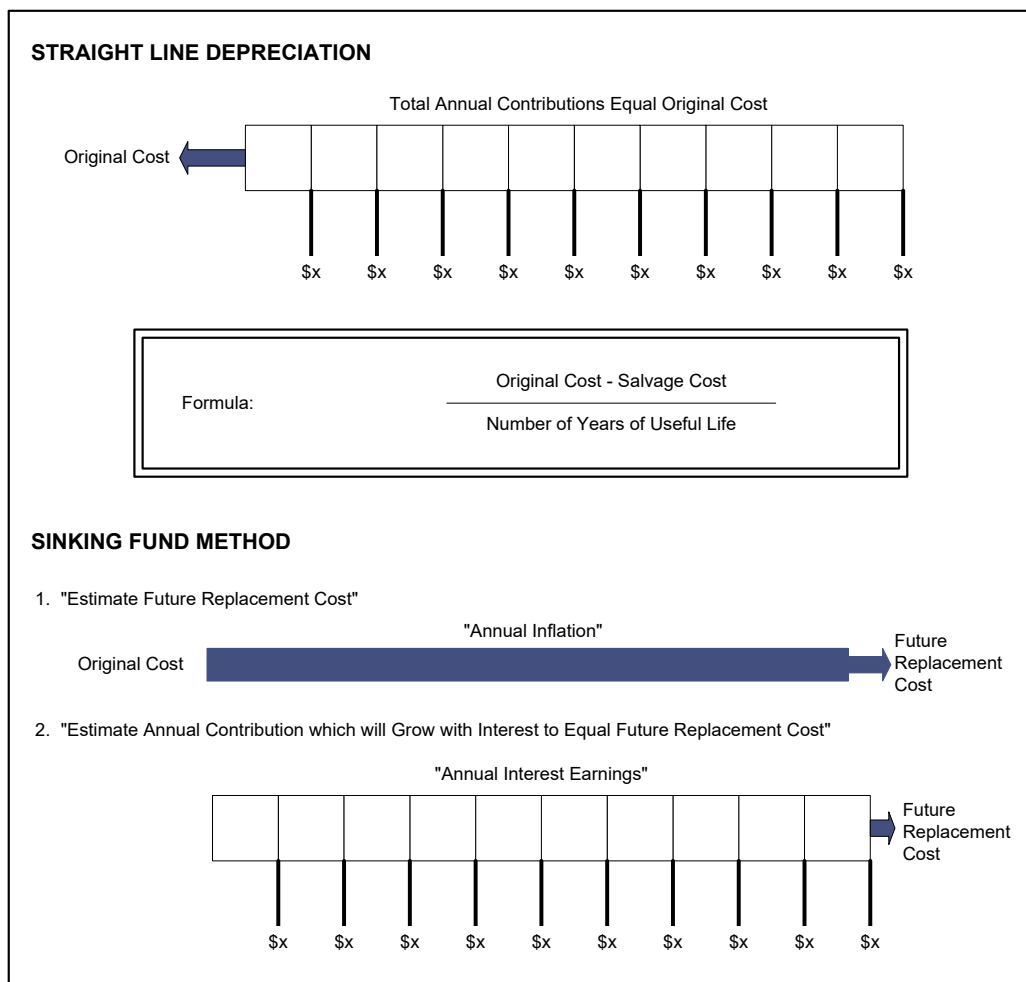 STRAIGHT LINE DEPRECIATION
Total Annual Contributions Equal Original Cost
Original Cost
$x $x $x $x $x $x $x $x $x $x
Original Cost - Salvage Cost
Formula:
Number of Years of Useful Life
SINKING FUND METHOD
1. "Estimate Future Replacement Cost"
"Annual Inflation"
Original Cost
Future
Replacement
Cost
2. "Estimate Annual Contribution which will Grow with Interest to Equal Future Replacement Cost"
"Annual Interest Earnings"
Future
Replacement
Cost
$x $x $x $x $x $x $x $x $x $x